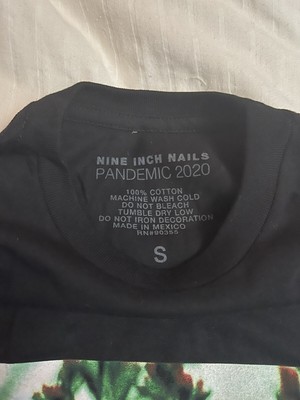 NINE INCH NAILS
PANDEMIC 2020
100% COTTON
MACHINE WASH COLD
DO NOT BLEACH
TUMBLE DRY LOW
DO NOT IRON DECORATION
MADE IN MEXICO
S